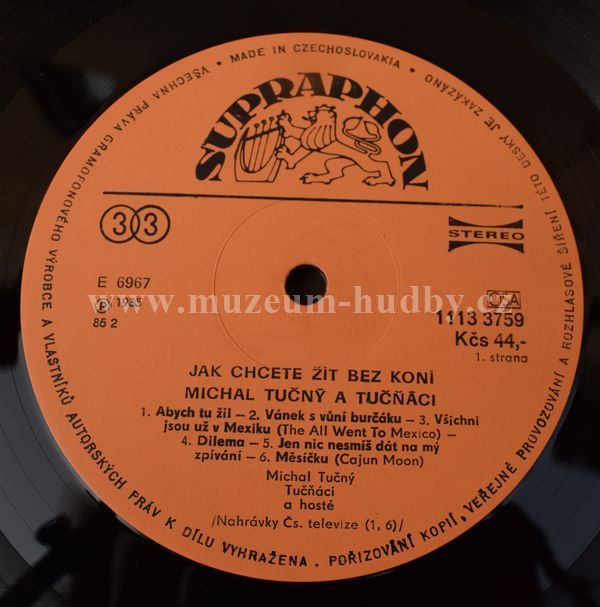 VŠECHNA PRÁVA GRAMOFONOVÉHO VÝROBCE A VLASTNÍKŮ AUTORSKÝCH PRÁV K DÍLU VYHRAŽENA • POŘIZOVÁNÍ KOPIÍ, VEŘEJNÉ PROVOZOVÁNÍ A ROZHLASOVÉ ŠÍŘENÍ TÉTO DESKY JE ZAKÁZÁNO • MADE IN CZECHOSLOVAKIA •
SUPRAPHON
33
STEREO
E 6967
℗ 1985
85 2
OSA
1113 3759
Kčs 44,-
1. strana
www.muzeum-hudby.cz
JAK CHCETE ŽÍT BEZ KONÍ
MICHAL TUČNÝ A TUČŇÁCI
1. Abych tu žil – 2. Vánek s vůní burčáku – 3. Všichni
jsou už v Mexiku (The All Went To Mexico) –
4. Dilema – 5. Jen nic nesmíš dát na mý
zpívání – 6. Měsíčku (Cajun Moon)
Michal Tučný
Tučňáci
a hosté
/Nahrávky Čs. televize (1, 6)/